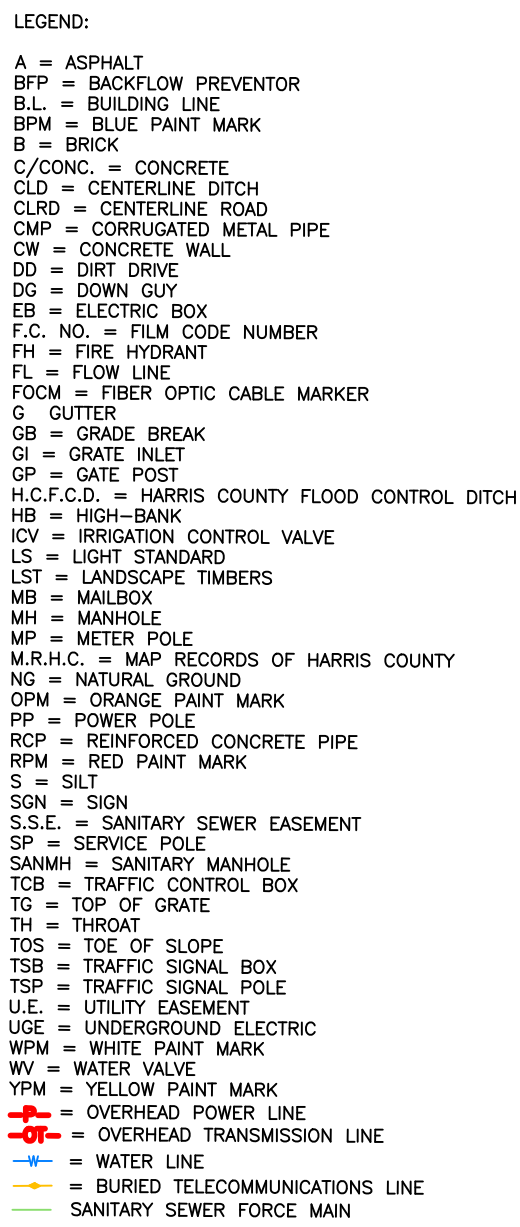 LEGEND:
A = ASPHALT
BFP = BACKFLOW PREVENTOR
B.L. = BUILDING LINE
BPM = BLUE PAINT MARK
B = BRICK
C/CONC. = CONCRETE
CLD = CENTERLINE DITCH
CLRD = CENTERLINE ROAD
CMP = CORRUGATED METAL PIPE
CW = CONCRETE WALL
DD = DIRT DRIVE
DG = DOWN GUY
EB = ELECTRIC BOX
F.C. NO. = FILM CODE NUMBER
FH = FIRE HYDRANT
FL = FLOW LINE
FOCM = FIBER OPTIC CABLE MARKER
G GUTTER
GB = GRADE BREAK
GI = GRATE INLET
GP = GATE POST
H.C.F.C.D. = HARRIS COUNTY FLOOD CONTROL DITCH
HB = HIGH-BANK
ICV = IRRIGATION CONTROL VALVE
LS = LIGHT STANDARD
LST = LANDSCAPE TIMBERS
MB = MAILBOX
MH = MANHOLE
MP = METER POLE
M.R.H.C. = MAP RECORDS OF HARRIS COUNTY
NG = NATURAL GROUND
OPM = ORANGE PAINT MARK
PP = POWER POLE
RCP = REINFORCED CONCRETE PIPE
RPM = RED PAINT MARK
S = SILT
SGN = SIGN
S.S.E. = SANITARY SEWER EASEMENT
SP = SERVICE POLE
SANMH = SANITARY MANHOLE
TCB = TRAFFIC CONTROL BOX
TG = TOP OF GRATE
TH = THROAT
TOS = TOE OF SLOPE
TSB = TRAFFIC SIGNAL BOX
TSP = TRAFFIC SIGNAL POLE
U.E. = UTILITY EASEMENT
UGE = UNDERGROUND ELECTRIC
WPM = WHITE PAINT MARK
WV = WATER VALVE
YPM = YELLOW PAINT MARK
P = OVERHEAD POWER LINE
OT = OVERHEAD TRANSMISSION LINE
W = WATER LINE
= BURIED TELECOMMUNICATIONS LINE
SANITARY SEWER FORCE MAIN